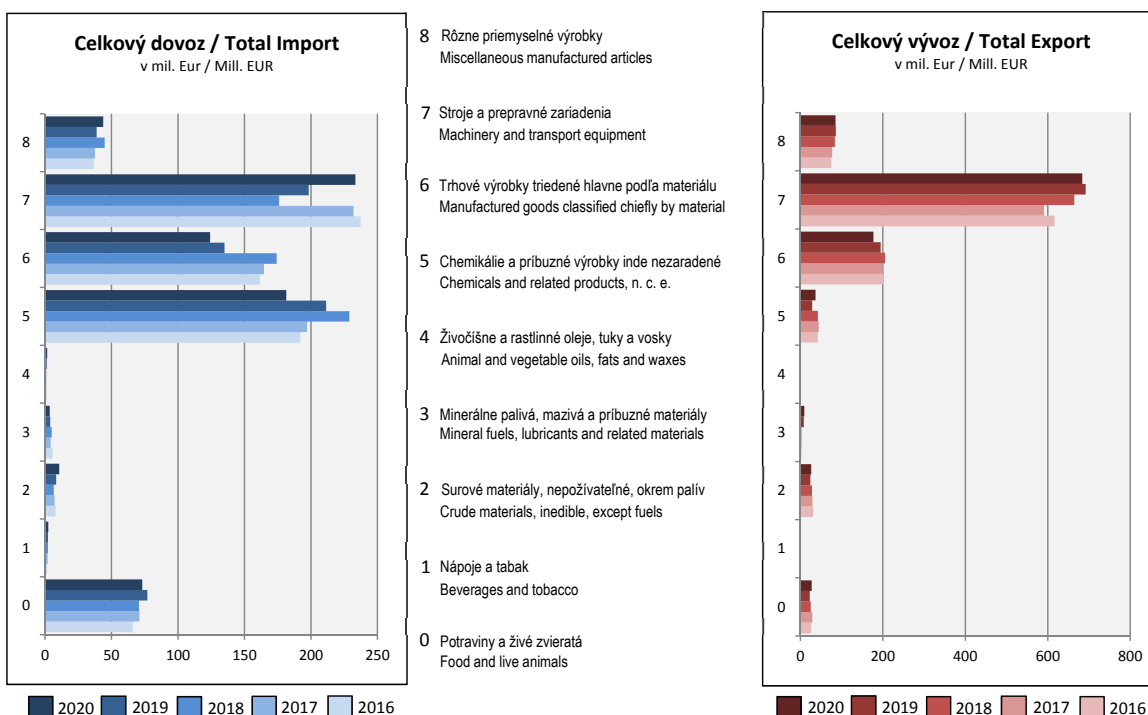 Celkový dovoz / Total Import
v mil. Eur / Mill. EUR
8
7
6
5
4
3
2
1
0
0 50 100 150 200 250
2020 2019 2018 2017 2016
8 Rôzne priemyselné výrobky
Miscellaneous manufactured articles
7 Stroje a prepravné zariadenia
Machinery and transport equipment
6 Trhové výrobky triedené hlavne podľa materiálu
Manufactured goods classified chiefly by material
5 Chemikálie a príbuzné výrobky inde nezaradené
Chemicals and related products, n. c. e.
4 Živočíšne a rastlinné oleje, tuky a vosky
Animal and vegetable oils, fats and waxes
3 Minerálne palivá, mazivá a príbuzné materiály
Mineral fuels, lubricants and related materials
2 Surové materiály, nepožívateľné, okrem palív
Crude materials, inedible, except fuels
1 Nápoje a tabak
Beverages and tobacco
0 Potraviny a živé zvieratá
Food and live animals
Celkový vývoz / Total Export
v mil. Eur / Mill. EUR
8
7
6
5
4
3
2
1
0
0 200 400 600 800
2020 2019 2018 2017 2016